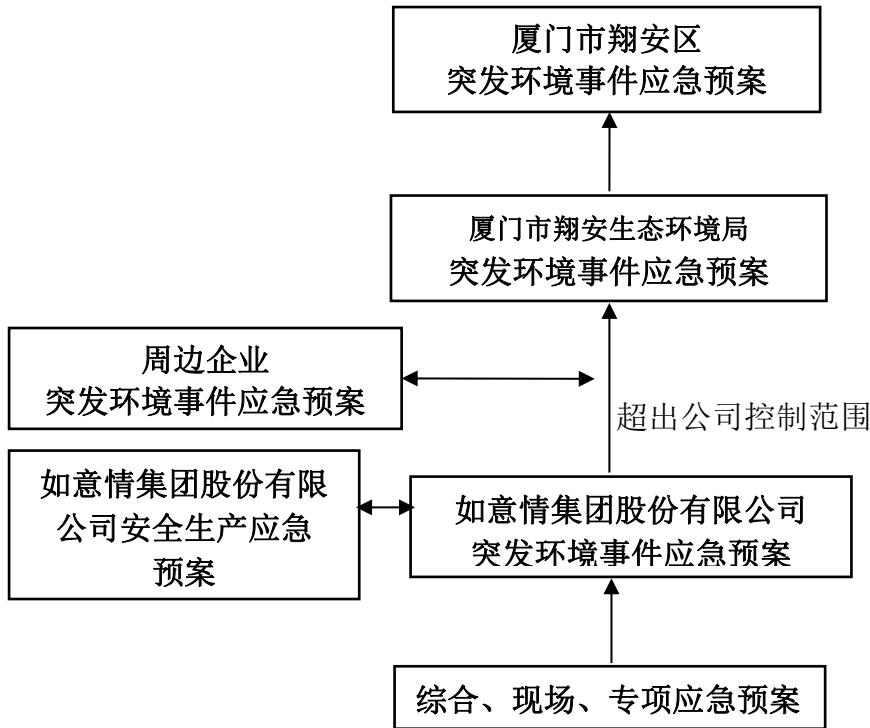 厦门市翔安区
突发环境事件应急预案
厦门市翔安生态环境局
突发环境事件应急预案
周边企业
突发环境事件应急预案
超出公司控制范围
如意情集团股份有限
公司安全生产应急
预案
如意情集团股份有限公司
突发环境事件应急预案
综合、现场、专项应急预案